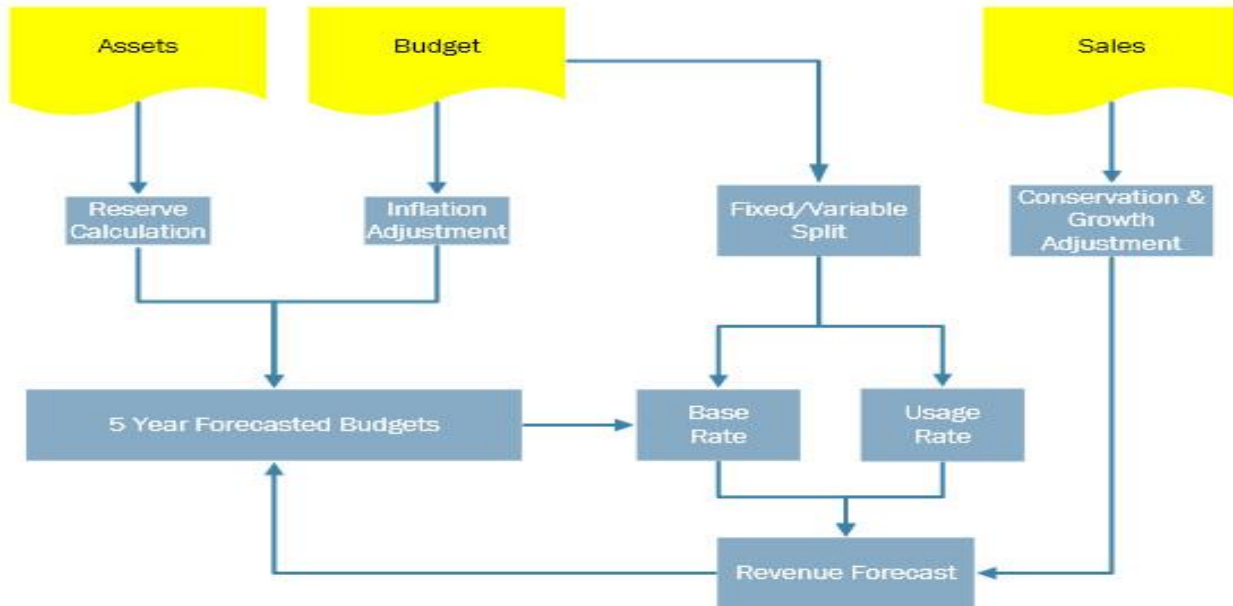 Assets
Budget
Sales
Reserve
Calculation
Inflation
Adjustment
Fixed/Variable
Split
Conservation &
Growth
Adjustment
5 Year Forecasted Budgets
Base
Rate
Usage
Rate
Revenue Forecast